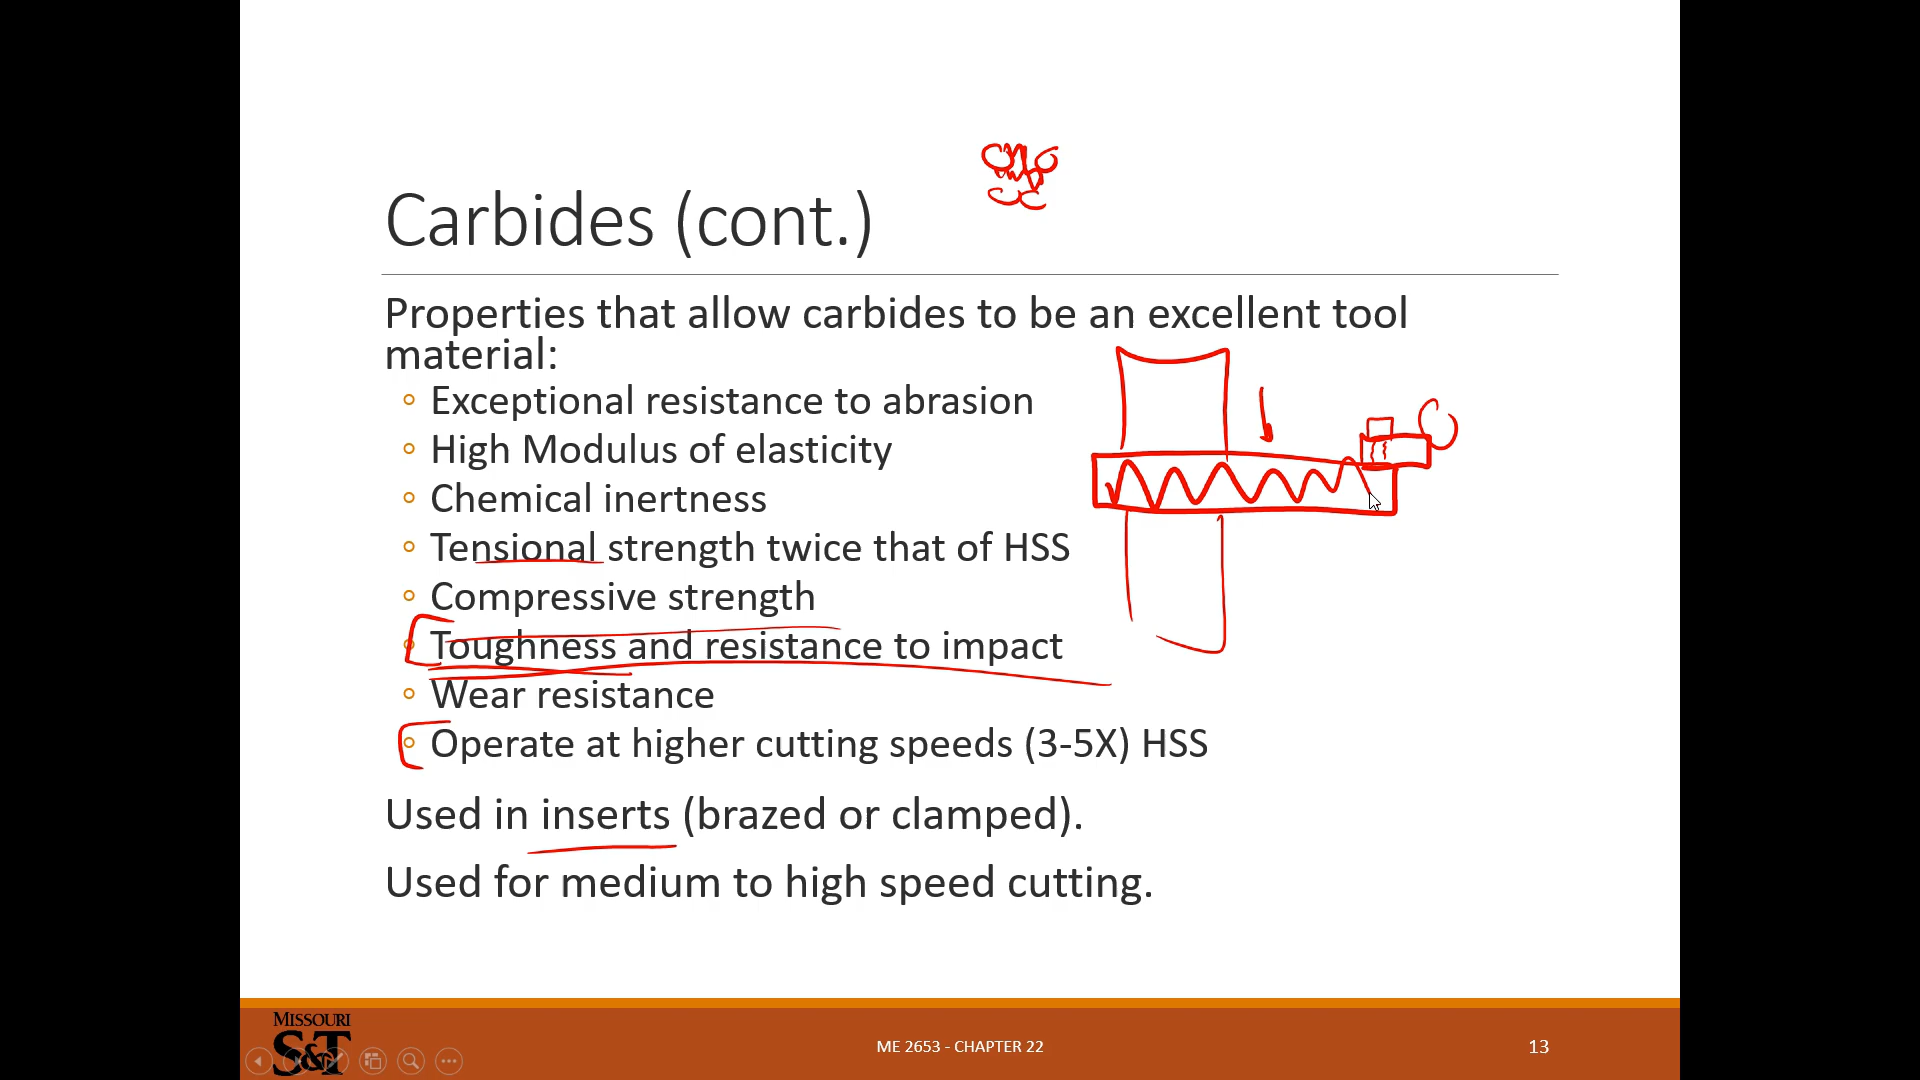 Carbides (cont.)
Properties that allow carbides to be an excellent tool
material:
Exceptional resistance to abrasion
High Modulus of elasticity
Chemical inertness
Tensional strength twice that of HSS
Compressive strength
Toughness and resistance to impact
Wear resistance
Operate at higher cutting speeds (3-5X) HSS
Used in inserts (brazed or clamped).
Used for medium to high speed cutting.
MISSOURI
S&T
ME 2653 - CHAPTER 22
13